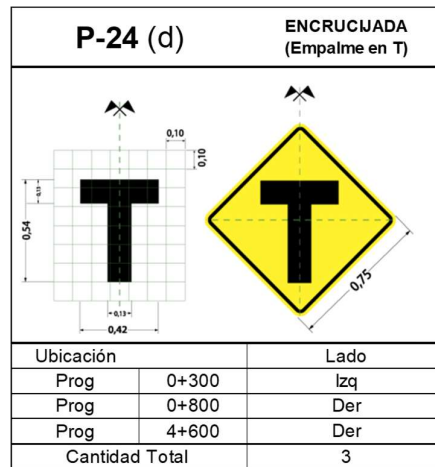 P-24 (d)
ENCRUCIJADA
(Empalme en T)
0,10
0,10
0,13
0,54
0,13
0,42
0,75
Ubicación Lado
Prog 0+300 Izq
Prog 0+800 Der
Prog 4+600 Der
Cantidad Total 3